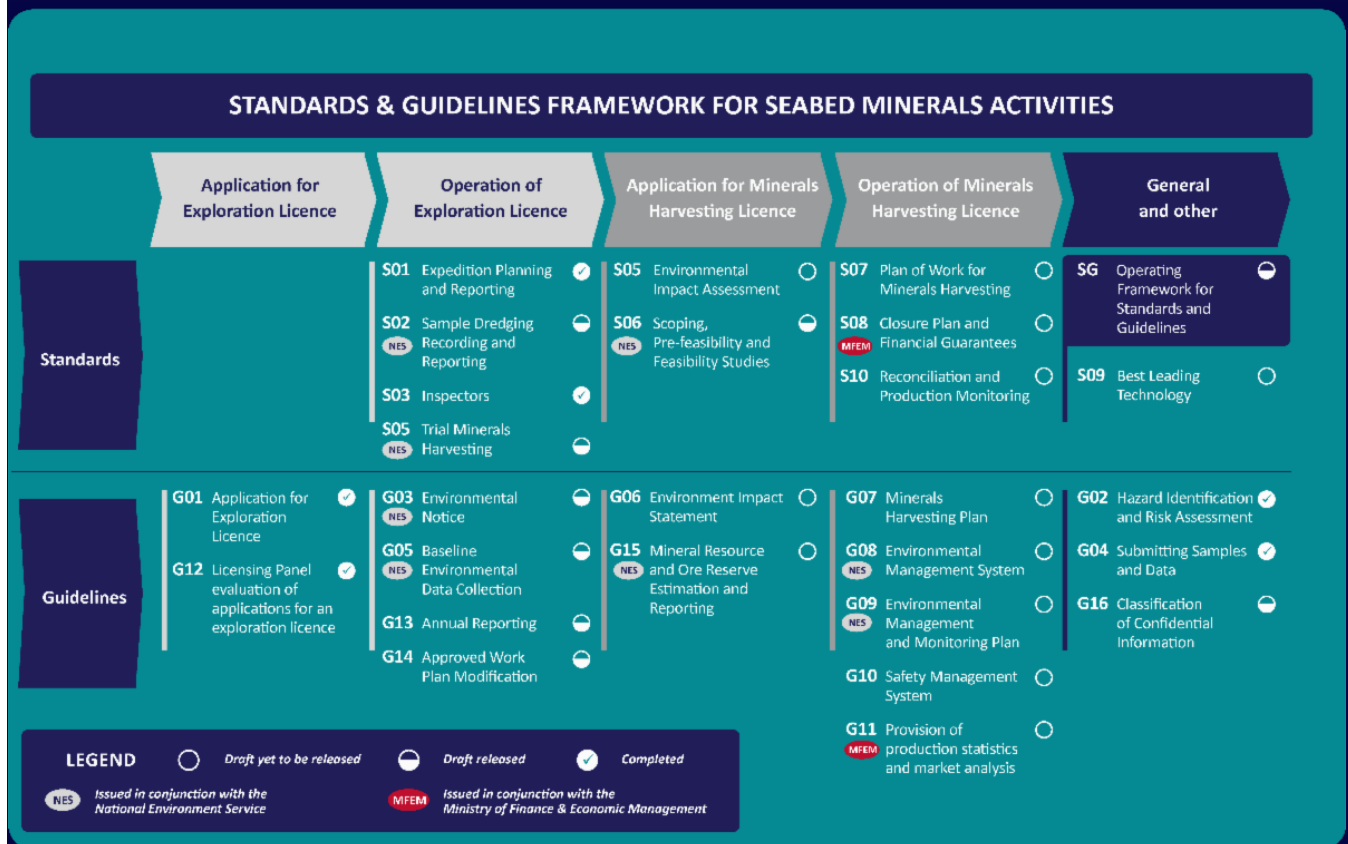 STANDARDS & GUIDELINES FRAMEWORK FOR SEABED MINERALS ACTIVITIES
Application for
Exploration Licence
Operation of
Exploration Licence
Application for Minerals
Harvesting Licence
Operation of Minerals
Harvesting Licence
General
and other
Standards
S01 Expedition Planning
and Reporting
S02 Sample Dredging
NES Recording and
Reporting
S03 Inspectors
S05 Trial Minerals
NES Harvesting
S05 Environmental
Impact Assessment
S06 Scoping,
NES Pre-feasibility and
Feasibility Studies
S07 Plan of Work for
Minerals Harvesting
S08 Closure Plan and
MFEM Financial Guarantees
S10 Reconciliation and
Production Monitoring
SG Operating
Framework for
Standards and
Guidelines
S09 Best Leading
Technology
Guidelines
G01 Application for
Exploration
Licence
G12 Licensing Panel
evaluation of
applications for an
exploration licence
G03 Environmental
NES Notice
G05 Baseline
NES Environmental
Data Collection
G13 Annual Reporting
G14 Approved Work
Plan Modification
G06 Environment Impact
Statement
G15 Mineral Resource
NES and Ore Reserve
Estimation and
Reporting
G07 Minerals
Harvesting Plan
G08 Environmental
NES Management System
G09 Environmental
NES Management
and Monitoring Plan
G10 Safety Management
System
G11 Provision of
MFEM production statistics
and market analysis
G02 Hazard Identification
and Risk Assessment
G04 Submitting Samples
and Data
G16 Classification
of Confidential
Information
LEGEND Draft yet to be released Draft released Completed
NES Issued in conjunction with the
National Environment Service
MFEM Issued in conjunction with the
Ministry of Finance & Economic Management